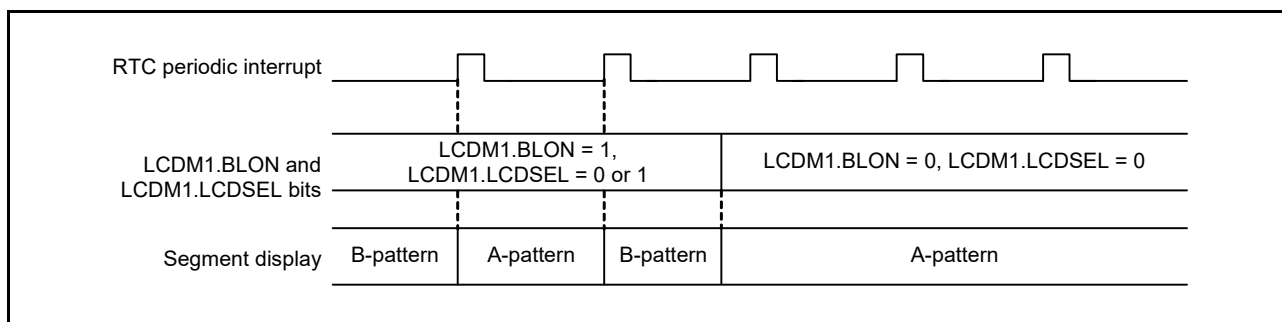 RTC periodic interrupt
LCDM1.BLON and
LCDM1.LCDSEL bits
LCDM1.BLON = 1,
LCDM1.LCDSEL = 0 or 1
LCDM1.BLON = 0, LCDM1.LCDSEL = 0
Segment display
B-pattern
A-pattern
B-pattern
A-pattern